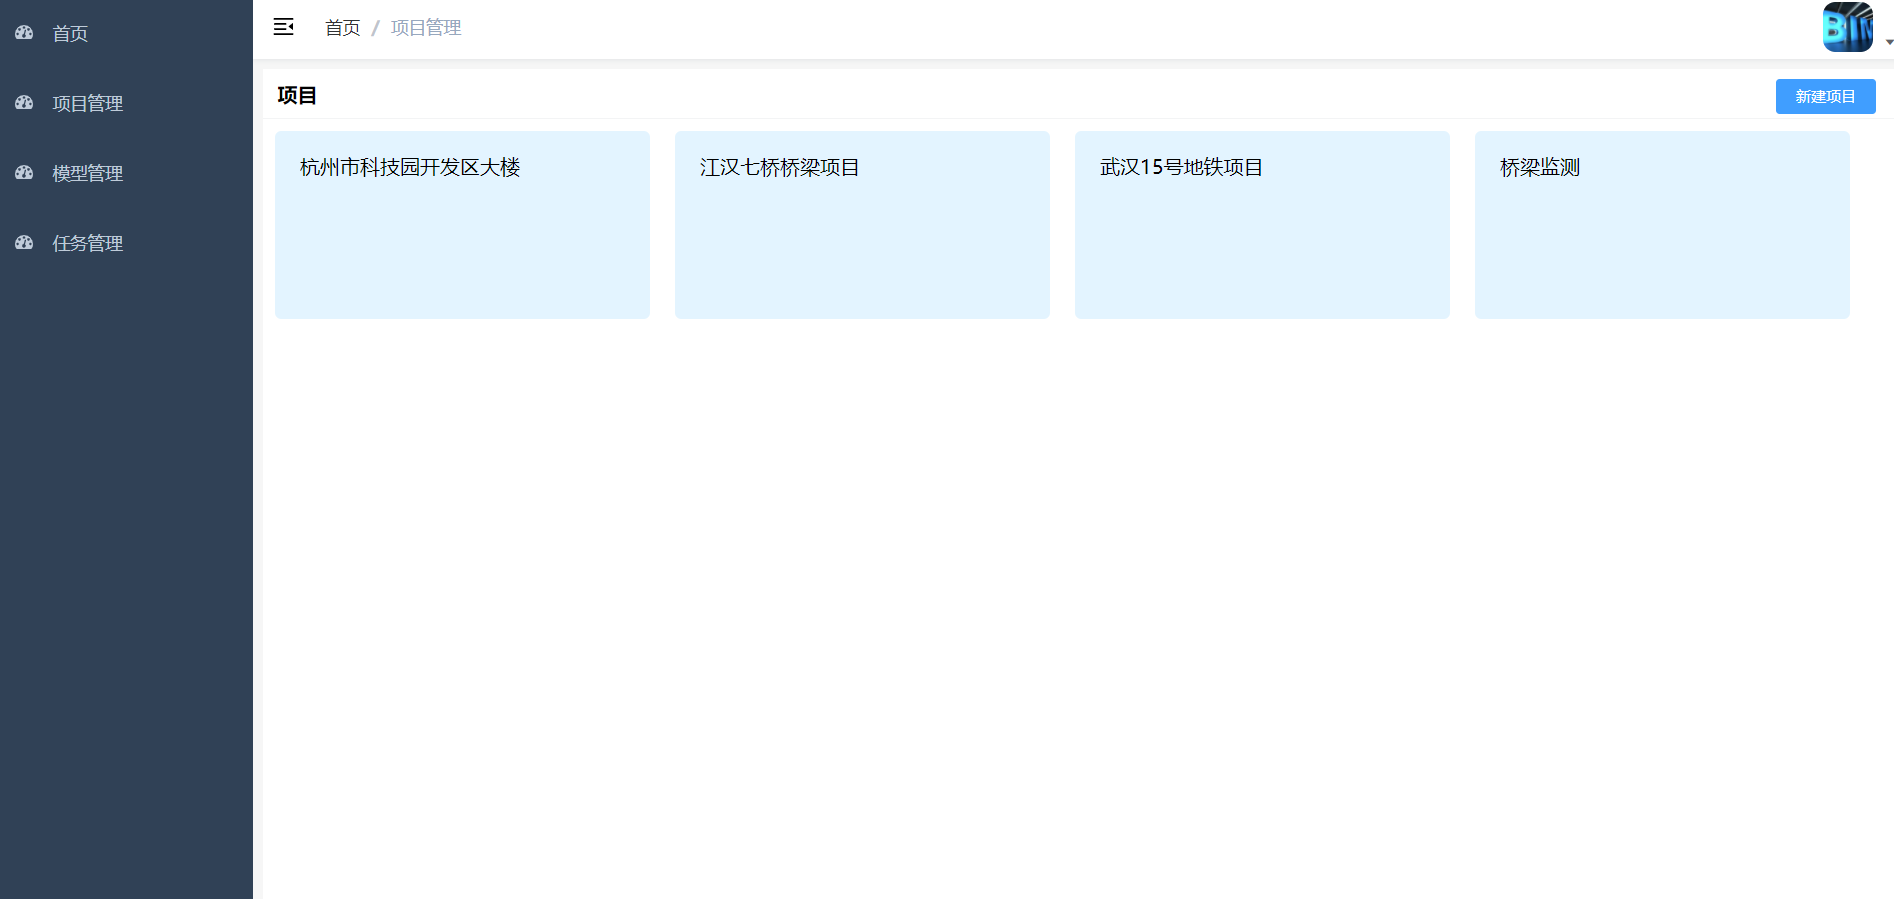 首页
项目管理
模型管理
任务管理
首页 / 项目管理
BIM
项目
新建项目
杭州市科技园开发区大楼
江汉七桥桥梁项目
武汉15号地铁项目
桥梁监测